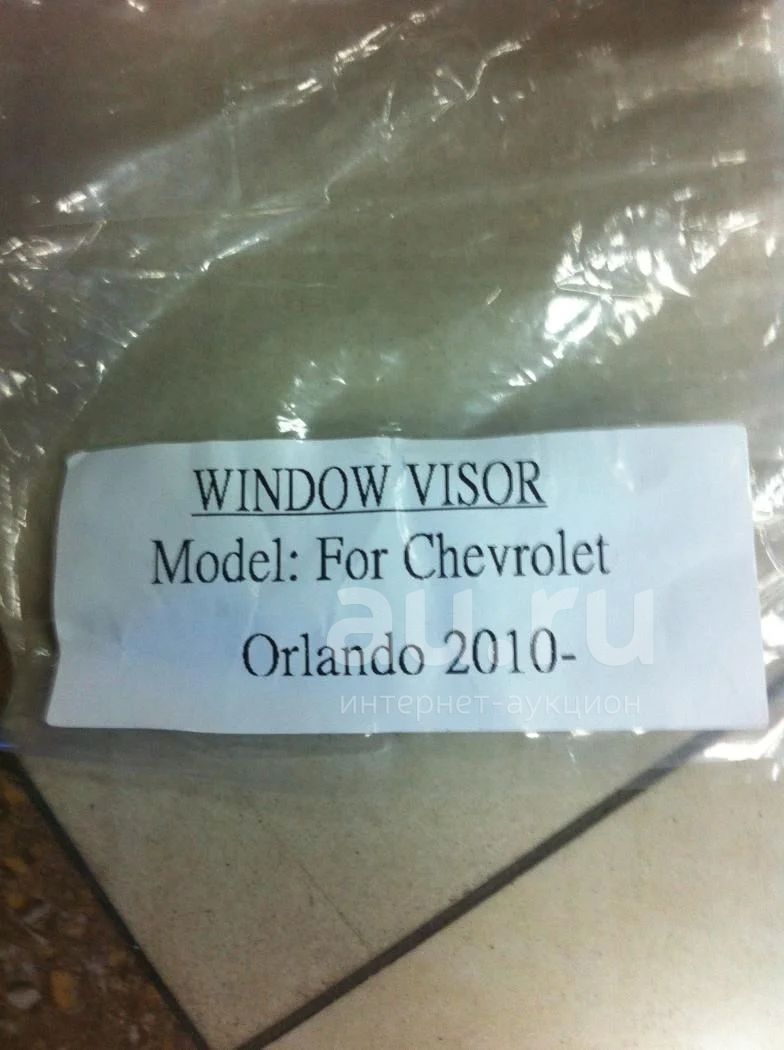 WINDOW VISOR
Model: For Chevrolet
Orlando 2010-
au.ru
интернет-аукцион